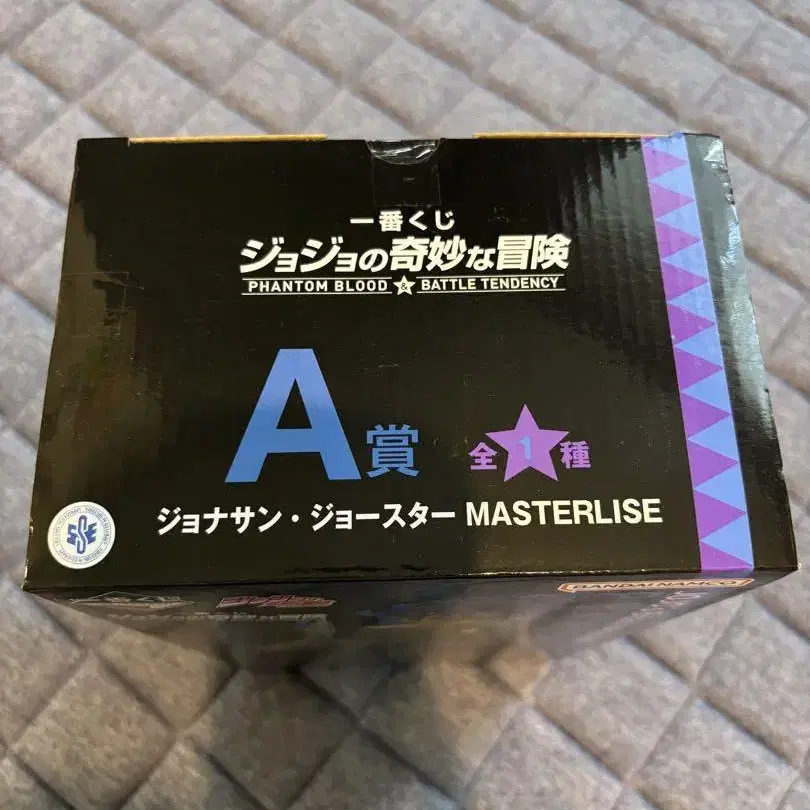 一番くじ
ジョジョの奇妙な冒険
PHANTOM BLOOD & BATTLE TENDENCY
A賞 全1種
ジョナサン・ジョースター MASTERLISE
BANDAI NAMCO